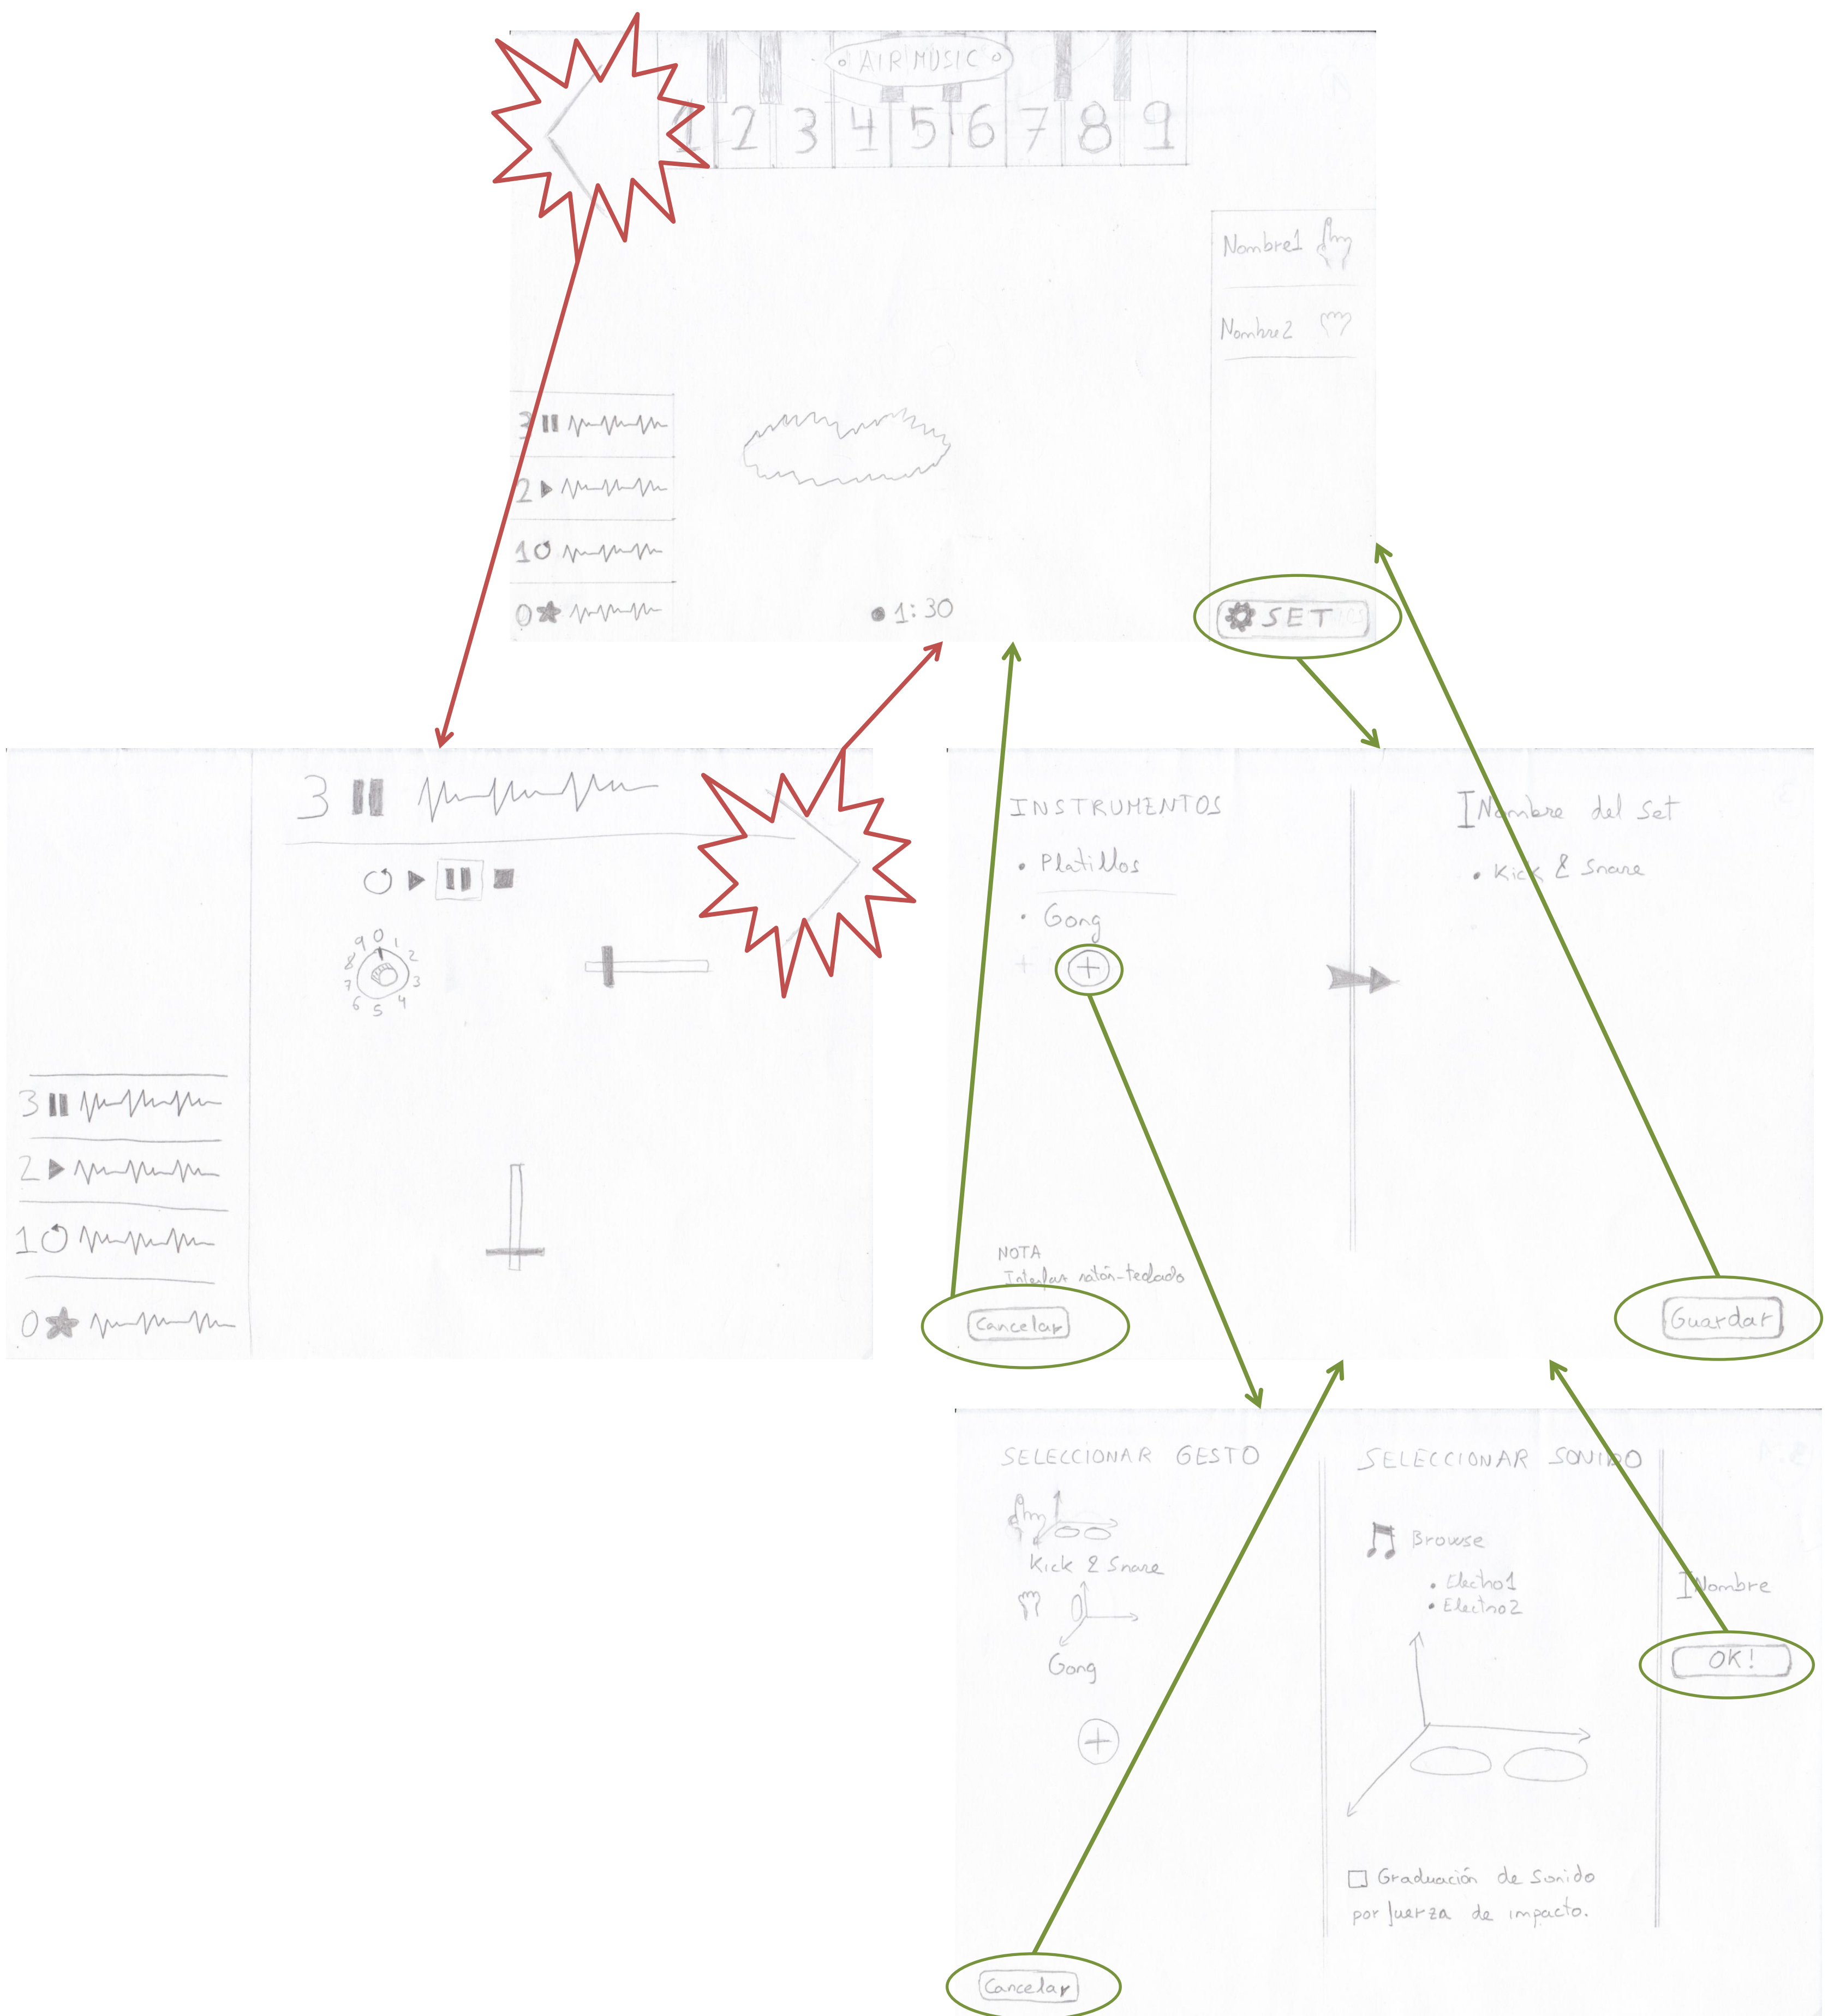 AIR MUSIC
1 2 3 4 5 6 7 8 9
Nombre1
Nombre2
3
2
1
0
1:30
SET
3
9 0 1
8 2
7 3
6 5 4
3
2
1
0
INSTRUMENTOS
• Platillos
• Gong
+
NOTA
Interfaz ratón-teclado
Cancelar
Nombre del set
• Kick & Snare
Guardar
SELECCIONAR GESTO
Kick & Snare
Gong
+
Cancelar
SELECCIONAR SONIDO
Browse
• Electro1
• Electro2
Graduación de Sonido
por fuerza de impacto.
Nombre
OK!